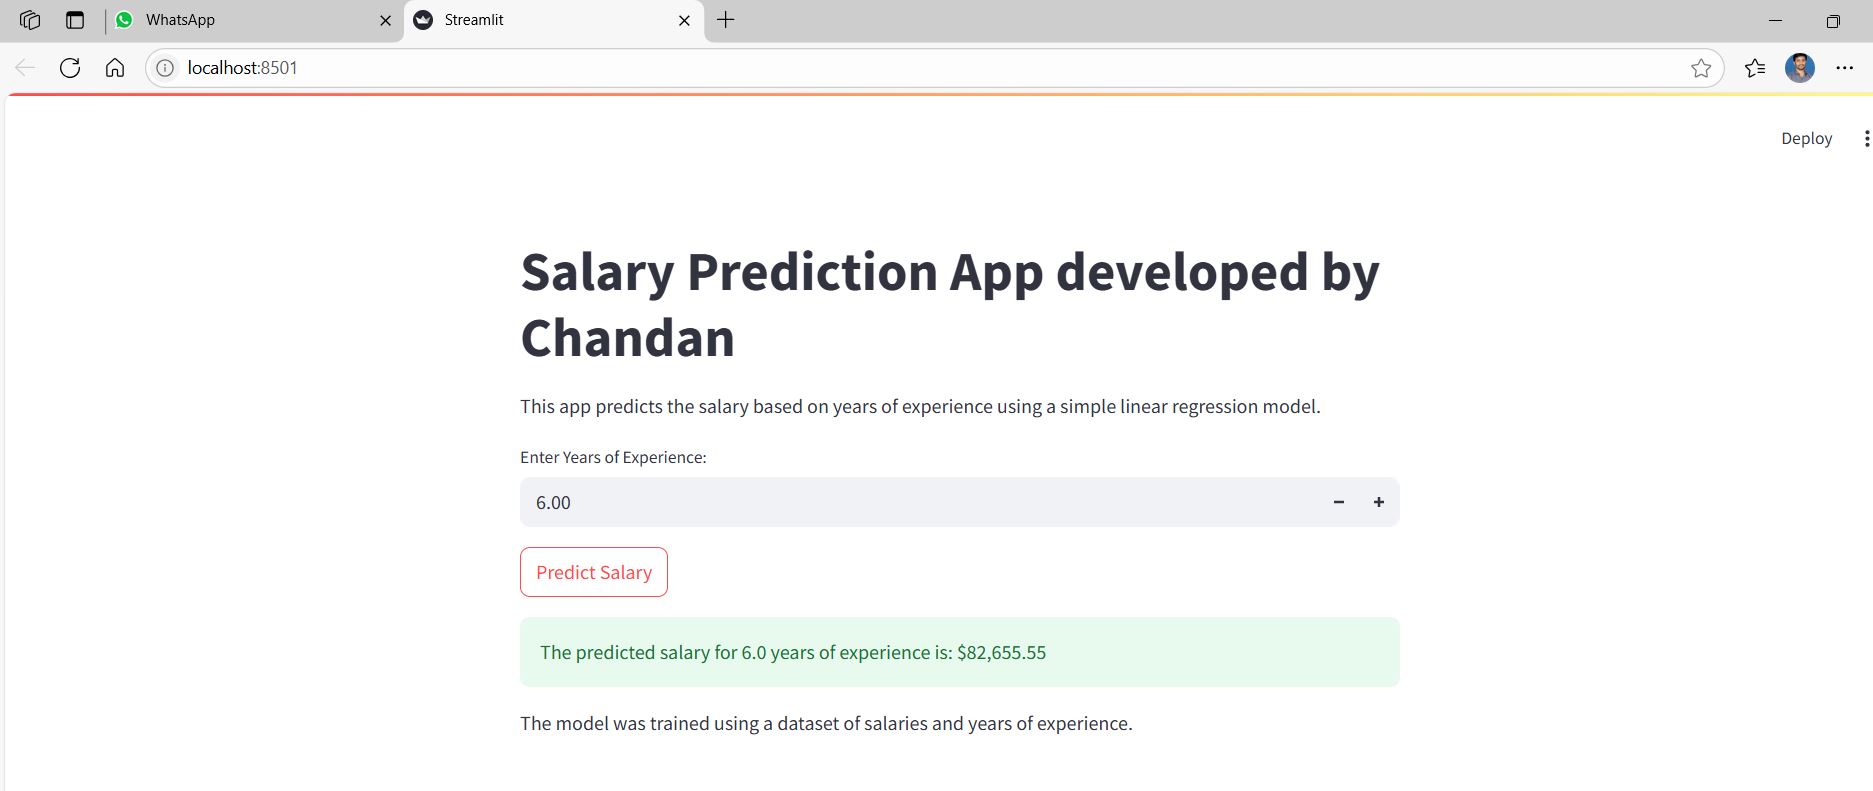 WhatsApp
Streamlit
localhost:8501
Deploy
Salary Prediction App developed by
Chandan
This app predicts the salary based on years of experience using a simple linear regression model.
Enter Years of Experience:
6.00
Predict Salary
The predicted salary for 6.0 years of experience is: $82,655.55
The model was trained using a dataset of salaries and years of experience.